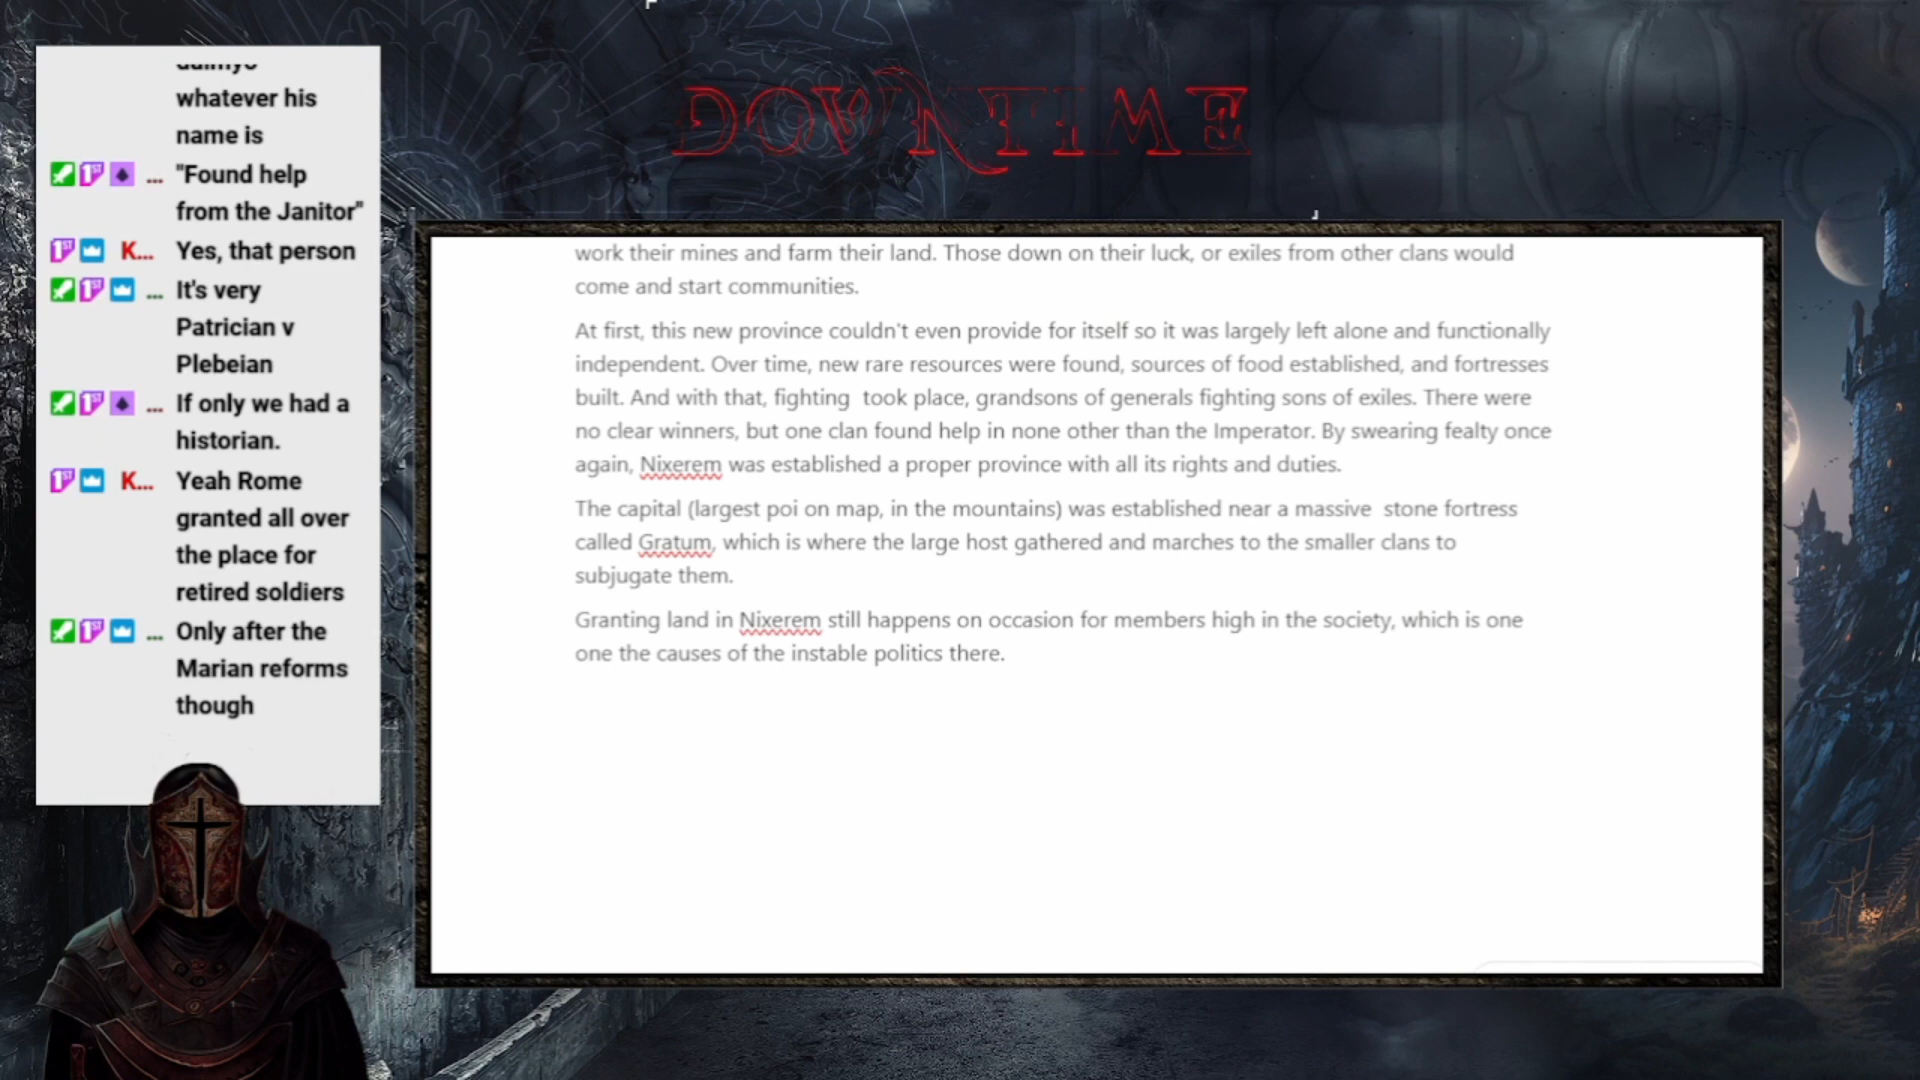 DOWNTIME
whatever his
name is
... "Found help
from the Janitor"
K... Yes, that person
... It's very
Patrician v
Plebeian
... If only we had a
historian.
K... Yeah Rome
granted all over
the place for
retired soldiers
... Only after the
Marian reforms
though
work their mines and farm their land. Those down on their luck, or exiles from other clans would
come and start communities.
At first, this new province couldn't even provide for itself so it was largely left alone and functionally
independent. Over time, new rare resources were found, sources of food established, and fortresses
built. And with that, fighting  took place, grandsons of generals fighting sons of exiles. There were
no clear winners, but one clan found help in none other than the Imperator. By swearing fealty once
again, Nixerem was established a proper province with all its rights and duties.
The capital (largest poi on map, in the mountains) was established near a massive  stone fortress
called Gratum, which is where the large host gathered and marches to the smaller clans to
subjugate them.
Granting land in Nixerem still happens on occasion for members high in the society, which is one
one the causes of the instable politics there.